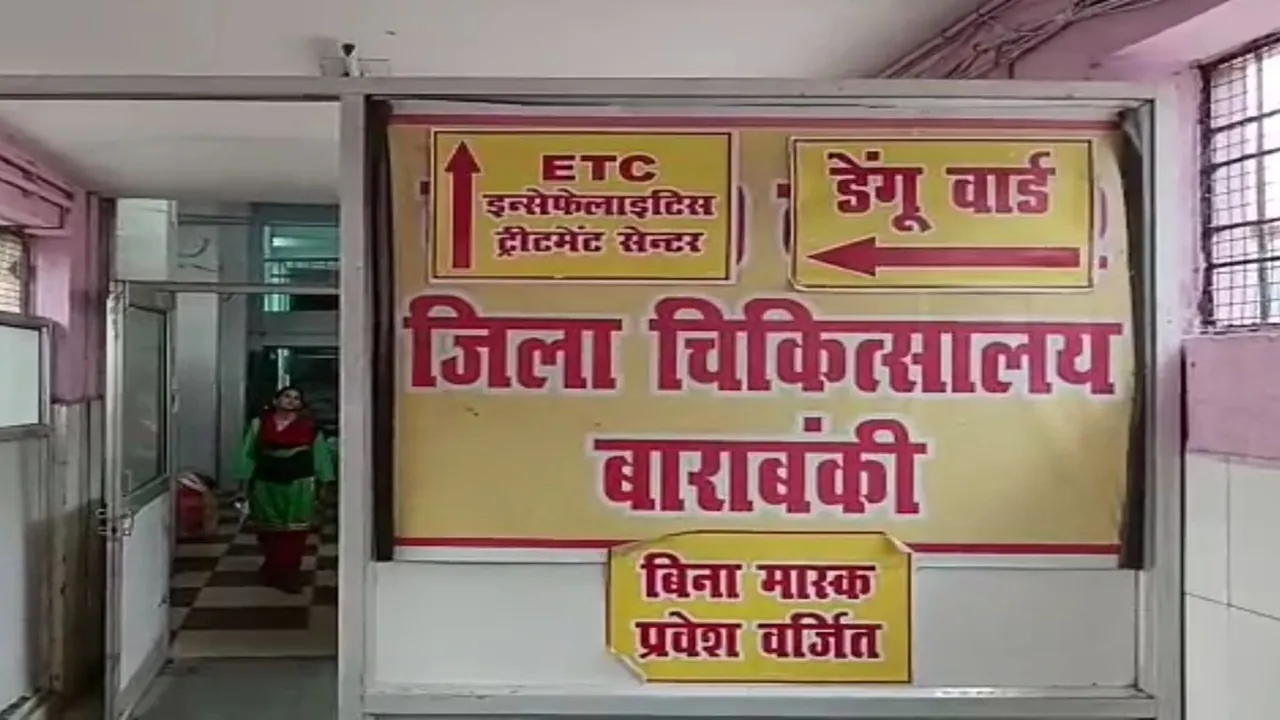 ETC
इन्सेफेलाइटिस
ट्रीटमेंट सेन्टर
डेंगू वार्ड
जिला चिकित्सालय
बाराबंकी
बिना मास्क
प्रवेश वर्जित